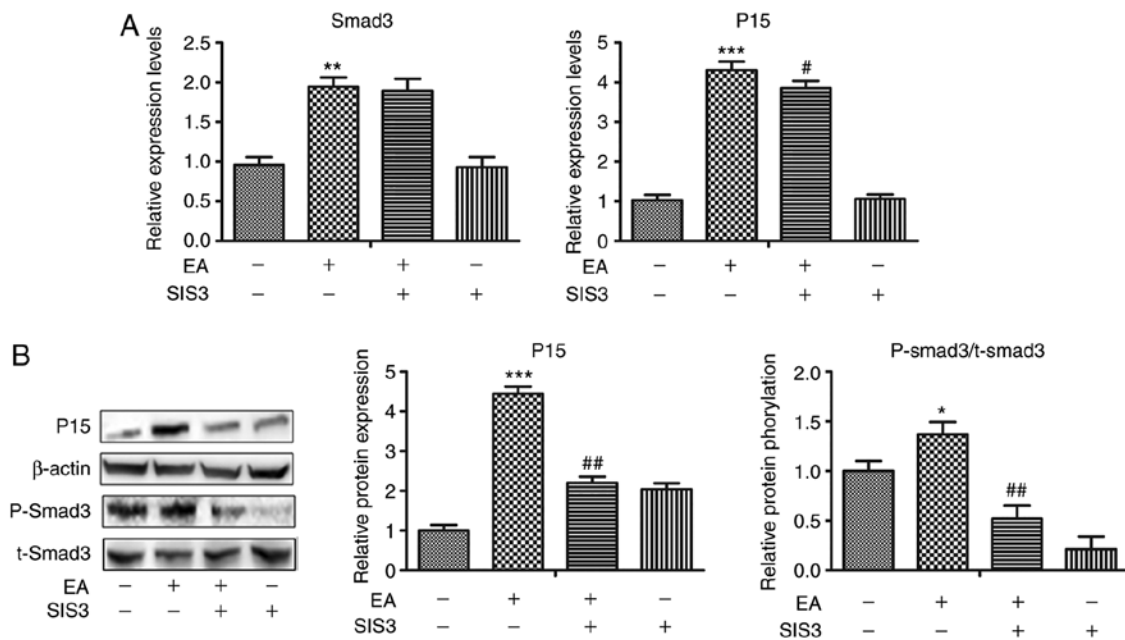 A
Smad3
Relative expression levels
2.5
2.0
1.5
1.0
0.5
0.0
**
EA − + + −
SIS3 − − + +
P15
Relative expression levels
5
4
3
2
1
0
***
#
EA − + + −
SIS3 − − + +
B
P15
β-actin
P-Smad3
t-Smad3
EA − + + −
SIS3 − − + +
P15
Relative protein expression
5
4
3
2
1
0
***
##
EA − + + −
SIS3 − − + +
P-smad3/t-smad3
Relative protein phorylation
2.0
1.5
1.0
0.5
0.0
*
##
EA − + + −
SIS3 − − + +